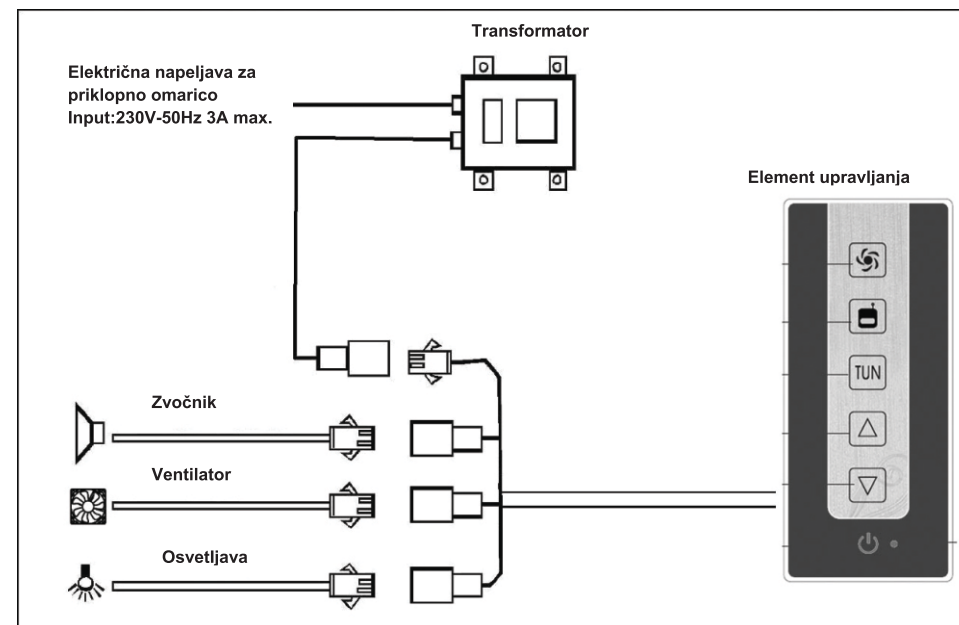 Transformator
Električna napeljava za
priklopno omarico
Input:230V-50Hz 3A max.
Element upravljanja
TUN
Zvočnik
Ventilator
Osvetljava